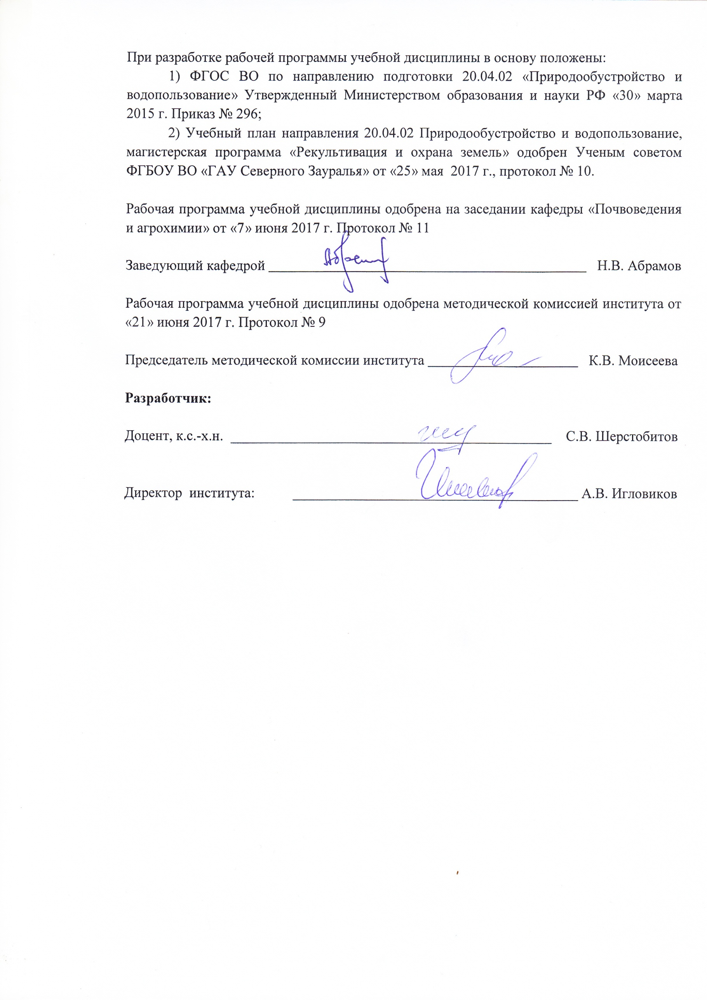 При разработке рабочей программы учебной дисциплины в основу положены:
1) ФГОС ВО по направлению подготовки 20.04.02 «Природообустройство и
водопользование» Утвержденный Министерством образования и науки РФ «30» марта
2015 г. Приказ № 296;
2) Учебный план направления 20.04.02 Природообустройство и водопользование,
магистерская программа «Рекультивация и охрана земель» одобрен Ученым советом
ФГБОУ ВО «ГАУ Северного Зауралья» от «25» мая 2017 г., протокол № 10.
Рабочая программа учебной дисциплины одобрена на заседании кафедры «Почвоведения
и агрохимии» от «7» июня 2017 г. Протокол № 11
Заведующий кафедрой Н.В. Абрамов
Рабочая программа учебной дисциплины одобрена методической комиссией института от
«21» июня 2017 г. Протокол № 9
Председатель методической комиссии института К.В. Моисеева
Разработчик:
Доцент, к.с.-х.н. С.В. Шерстобитов
Директор института: А.В. Игловиков